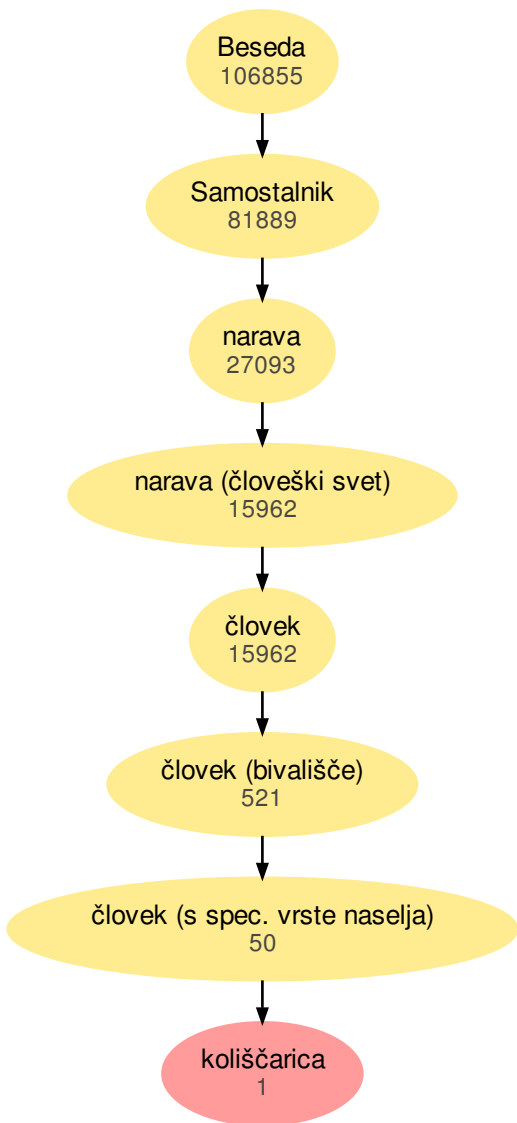 Beseda
106855
Samostalnik
81889
narava
27093
narava (človeški svet)
15962
človek
15962
človek (bivališče)
521
človek (s spec. vrste naselja)
50
koliščarica
1